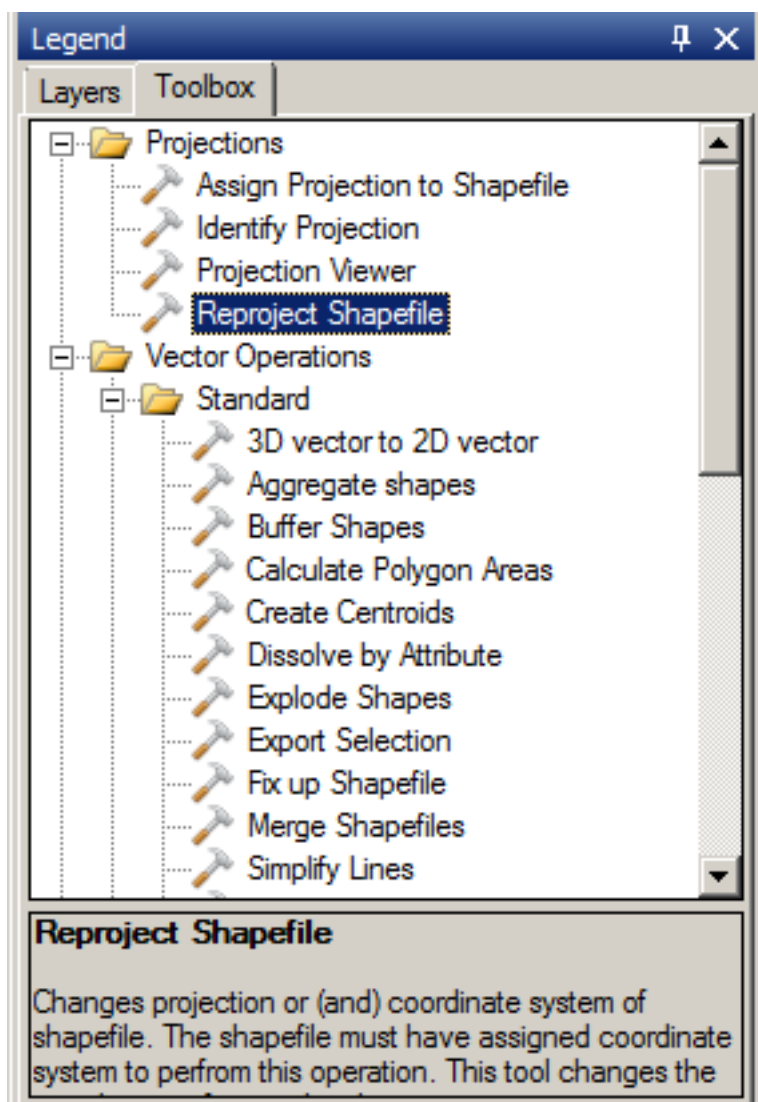 Legend
Layers
Toolbox
Projections
Assign Projection to Shapefile
Identify Projection
Projection Viewer
Reproject Shapefile
Vector Operations
Standard
3D vector to 2D vector
Aggregate shapes
Buffer Shapes
Calculate Polygon Areas
Create Centroids
Dissolve by Attribute
Explode Shapes
Export Selection
Fix up Shapefile
Merge Shapefiles
Simplify Lines
Reproject Shapefile
Changes projection or (and) coordinate system of
shapefile. The shapefile must have assigned coordinate
system to perfrom this operation. This tool changes the